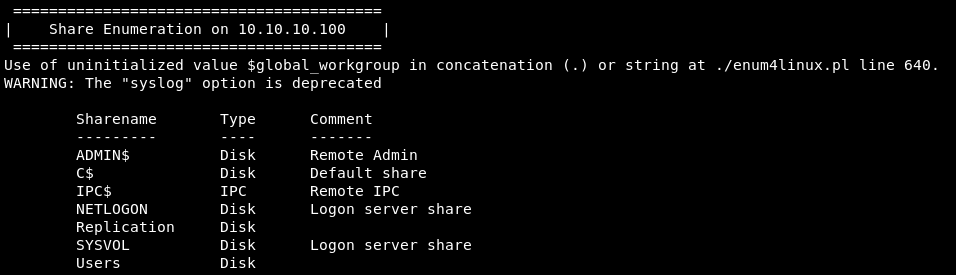 =========================================
|    Share Enumeration on 10.10.10.100    |
 =========================================
Use of uninitialized value $global_workgroup in concatenation (.) or string at ./enum4linux.pl line 640.
WARNING: The "syslog" option is deprecated

        Sharename       Type      Comment
        ---------       ----      -------
        ADMIN$          Disk      Remote Admin
        C$              Disk      Default share
        IPC$            IPC       Remote IPC
        NETLOGON        Disk      Logon server share
        Replication     Disk
        SYSVOL          Disk      Logon server share
        Users           Disk